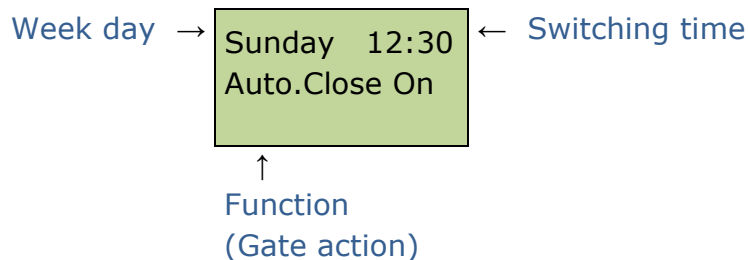 Week day → Sunday 12:30 ← Switching time
Auto.Close On
↑
Function
(Gate action)